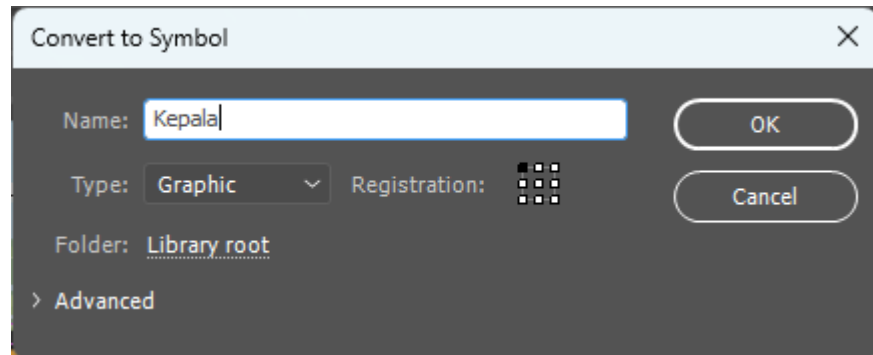 Convert to Symbol
Name: Kepala
OK
Type: Graphic Registration:
Cancel
Folder: Library root
Advanced